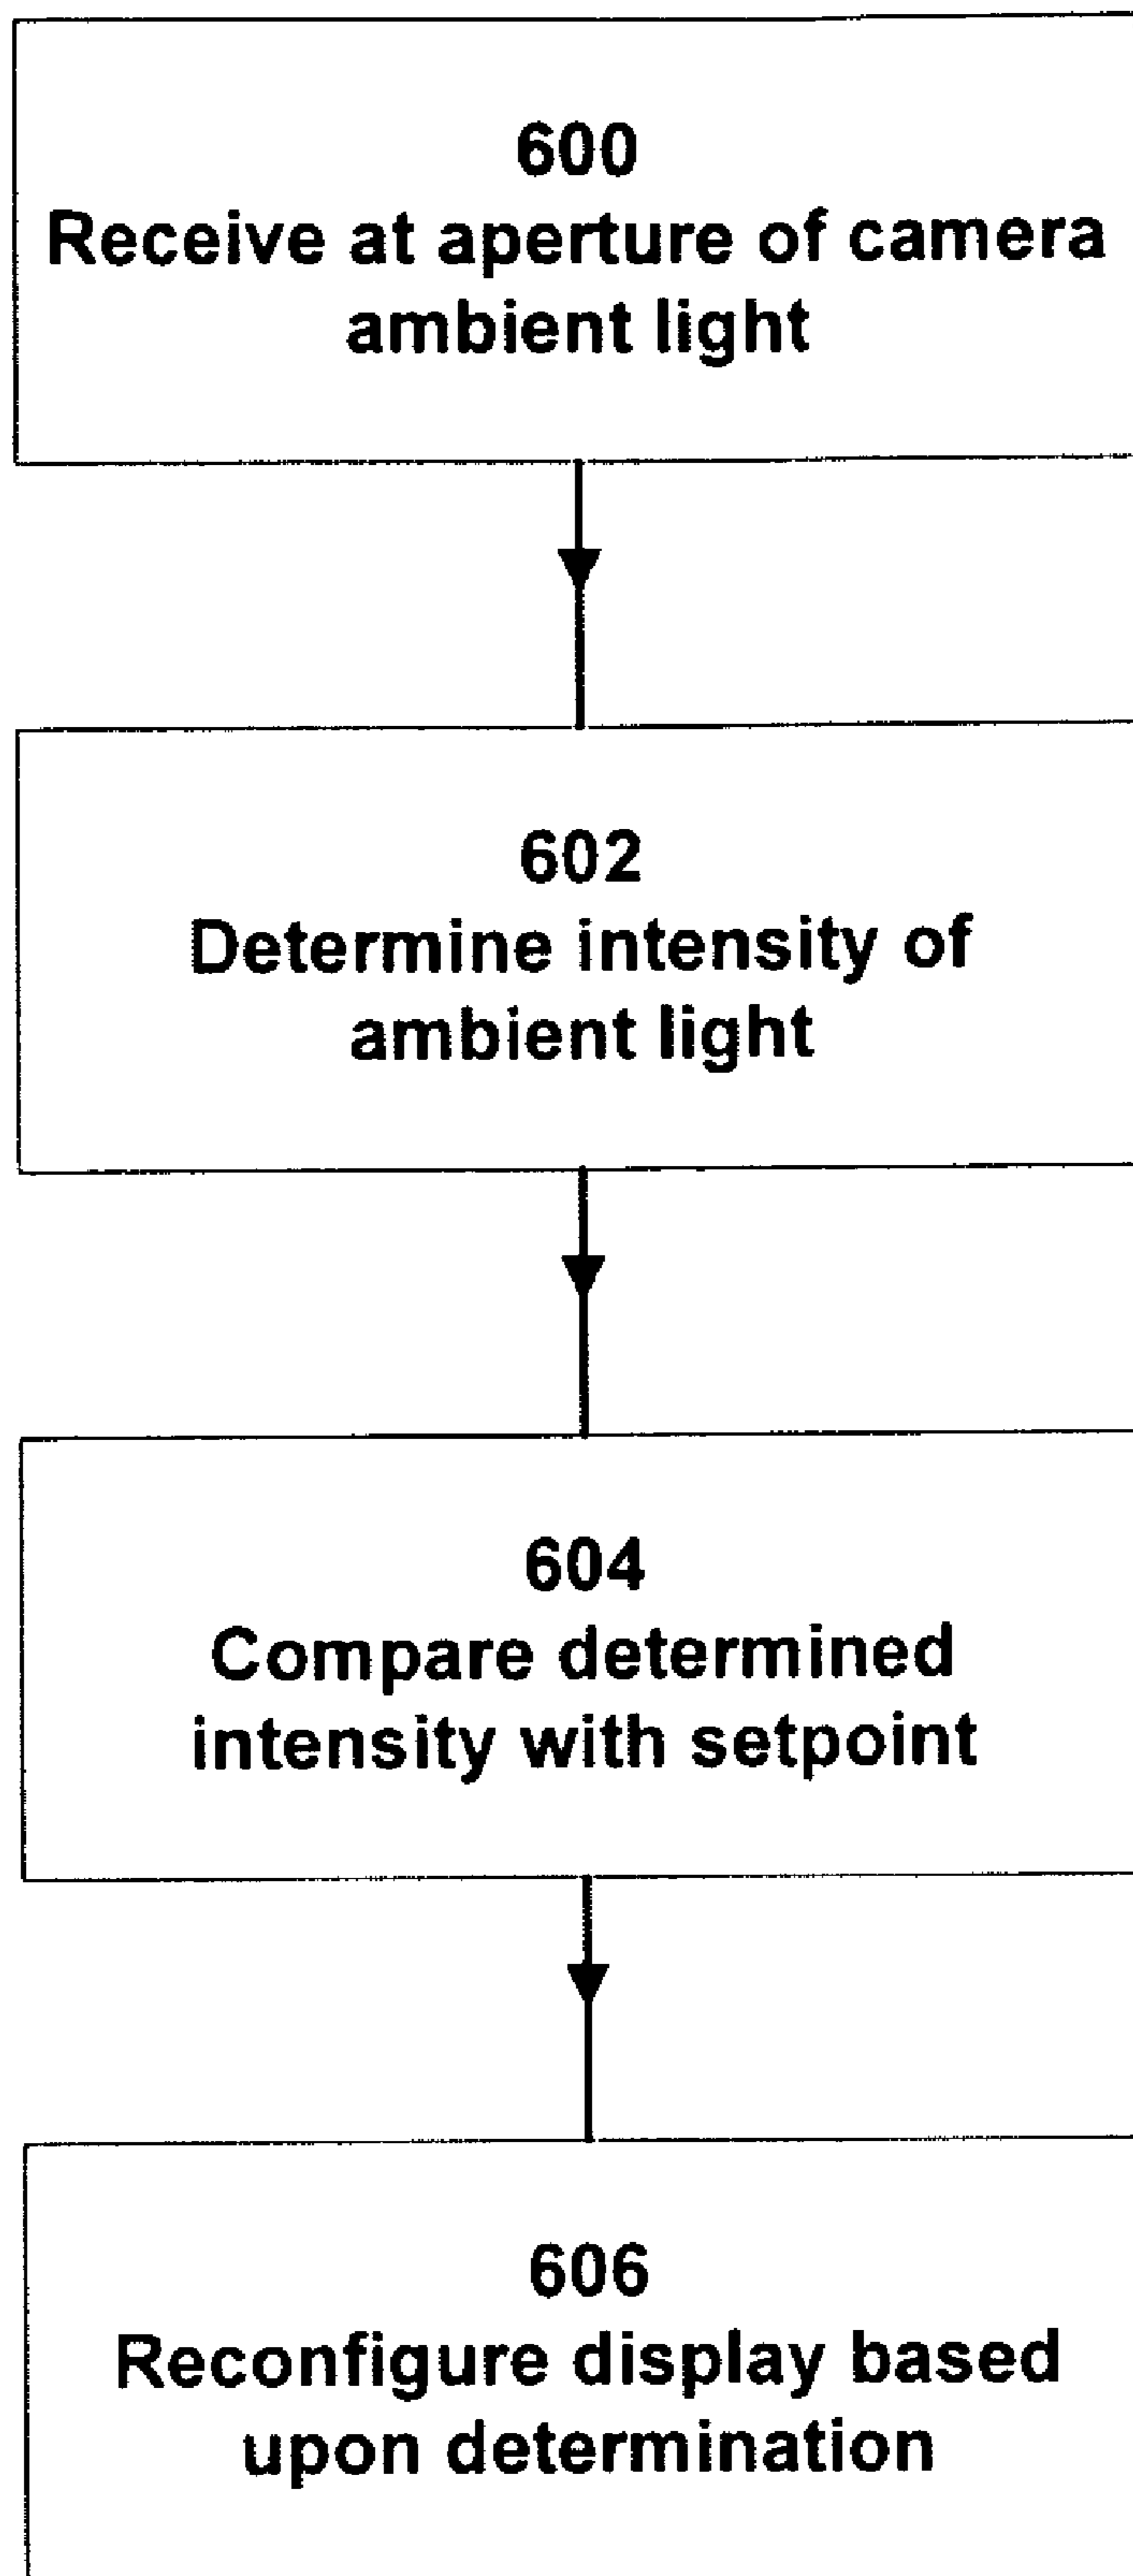 600
Receive at aperture of camera
ambient light
602
Determine intensity of
ambient light
604
Compare determined
intensity with setpoint
606
Reconfigure display based
upon determination